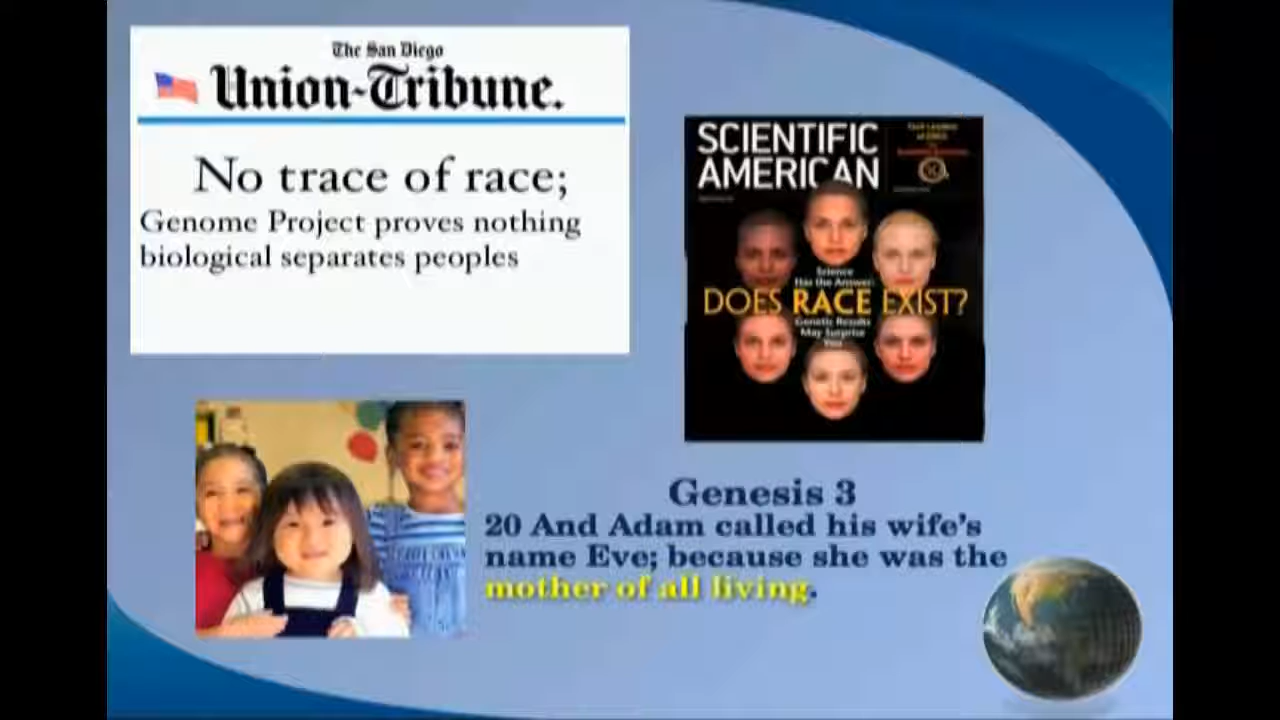 The San Diego
Union-Tribune.
No trace of race;
Genome Project proves nothing
biological separates peoples
SCIENTIFIC
AMERICAN
Science
Has the Answer:
DOES RACE EXIST?
Genetic Results
May Surprise
You
Genesis 3
20 And Adam called his wife's
name Eve; because she was the
mother of all living.